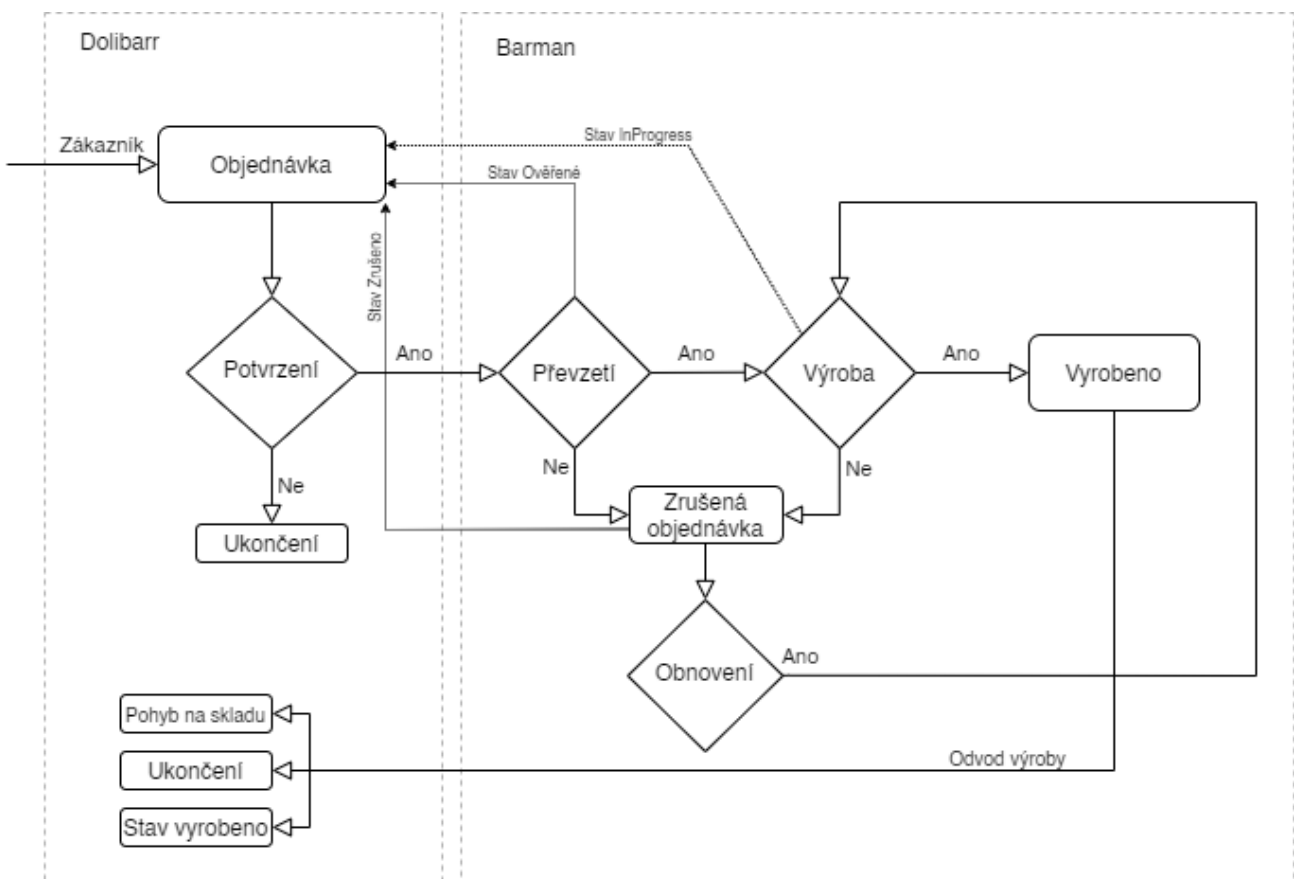 Dolibarr
Barman
Zákazník
Objednávka
Stav InProgress
Stav Ověřené
Stav Zrušeno
Potvrzení
Ano
Převzetí
Ano
Výroba
Ano
Vyrobeno
Ne
Ne
Ne
Ukončení
Zrušená
objednávka
Obnovení
Ano
Pohyb na skladu
Ukončení
Stav vyrobeno
Odvod výroby